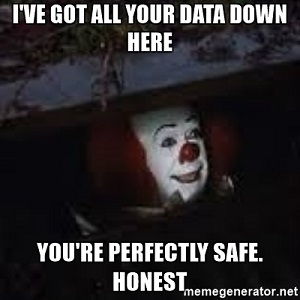 I'VE GOT ALL YOUR DATA DOWN
HERE
YOU'RE PERFECTLY SAFE.
HONEST
memegenerator.net